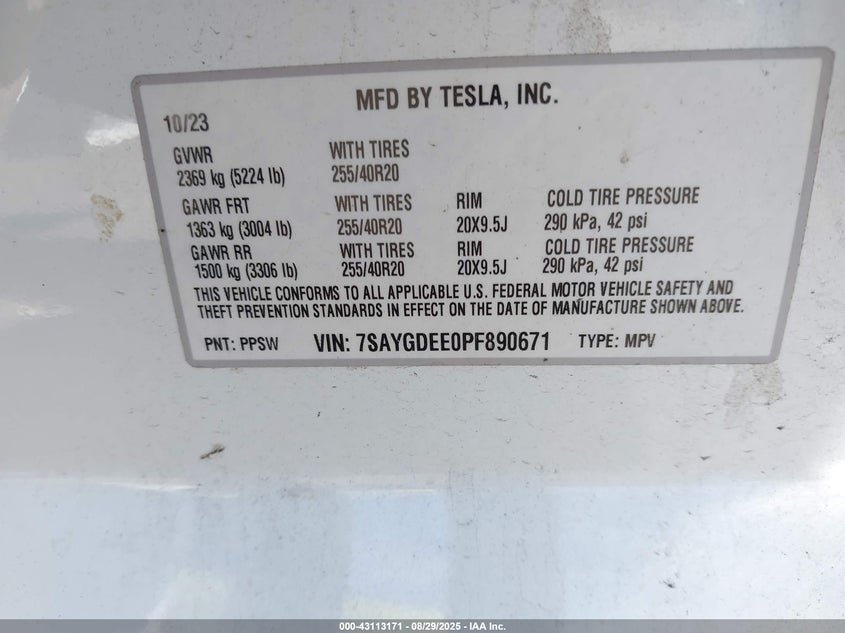 MFD BY TESLA, INC.
10/23
GVWR WITH TIRES
2369 kg (5224 lb) 255/40R20
GAWR FRT WITH TIRES RIM COLD TIRE PRESSURE
1363 kg (3004 lb) 255/40R20 20X9.5J 290 kPa, 42 psi
GAWR RR WITH TIRES RIM COLD TIRE PRESSURE
1500 kg (3306 lb) 255/40R20 20X9.5J 290 kPa, 42 psi
THIS VEHICLE CONFORMS TO ALL APPLICABLE U.S. FEDERAL MOTOR VEHICLE SAFETY AND
THEFT PREVENTION STANDARDS IN EFFECT ON THE DATE OF MANUFACTURE SHOWN ABOVE.
PNT: PPSW VIN: 7SAYGDEE0PF890671 TYPE: MPV
000-43113171 - 08/29/2025 - IAA Inc.